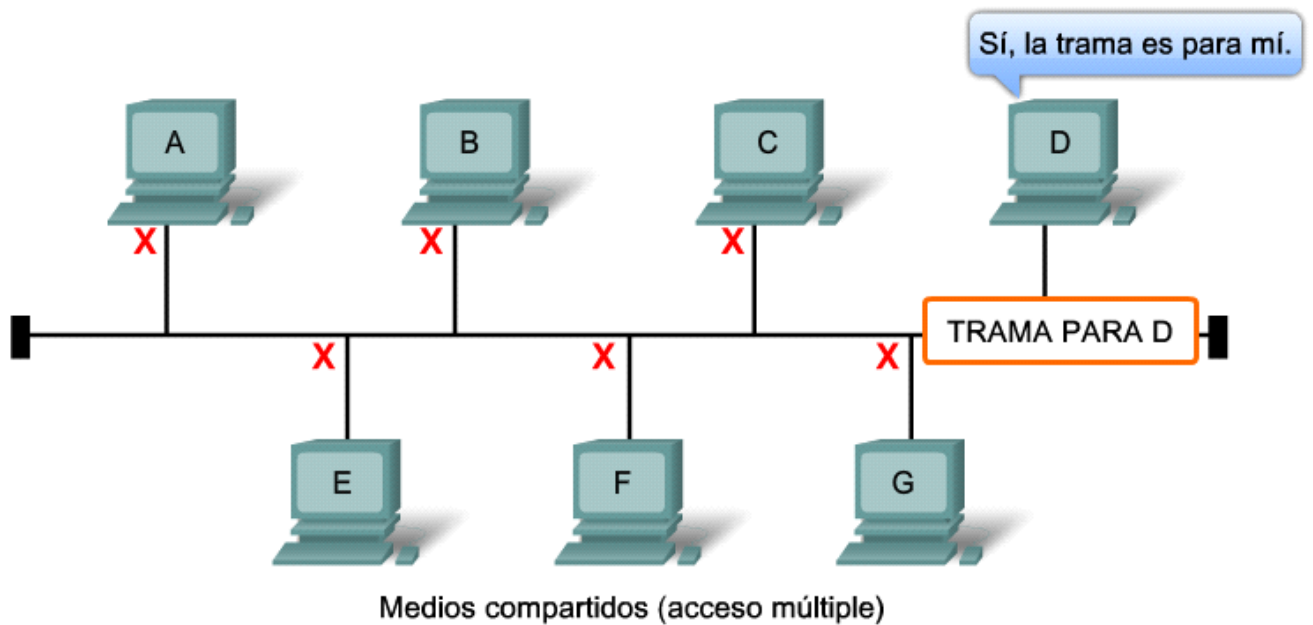 Sí, la trama es para mí.
A
B
C
D
X
X
X
TRAMA PARA D
X
X
X
E
F
G
Medios compartidos (acceso múltiple)